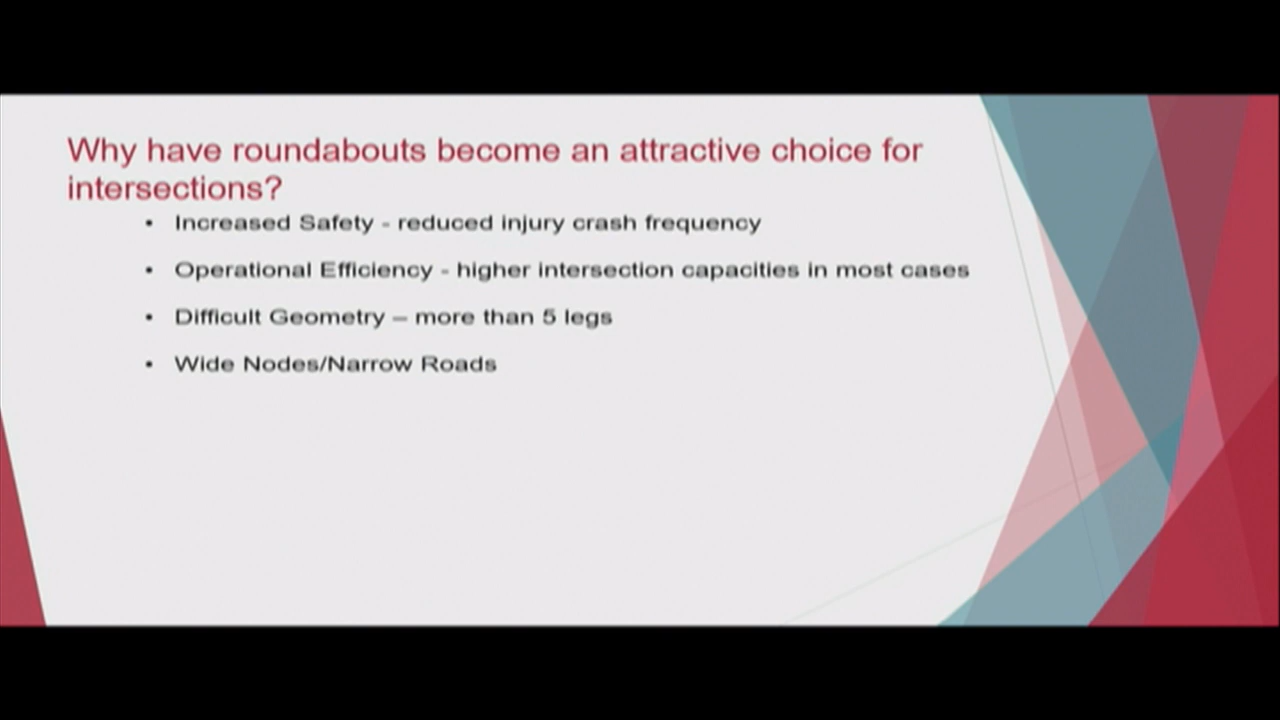 Why have roundabouts become an attractive choice for
intersections?
• Increased Safety - reduced injury crash frequency
• Operational Efficiency - higher intersection capacities in most cases
• Difficult Geometry – more than 5 legs
• Wide Nodes/Narrow Roads